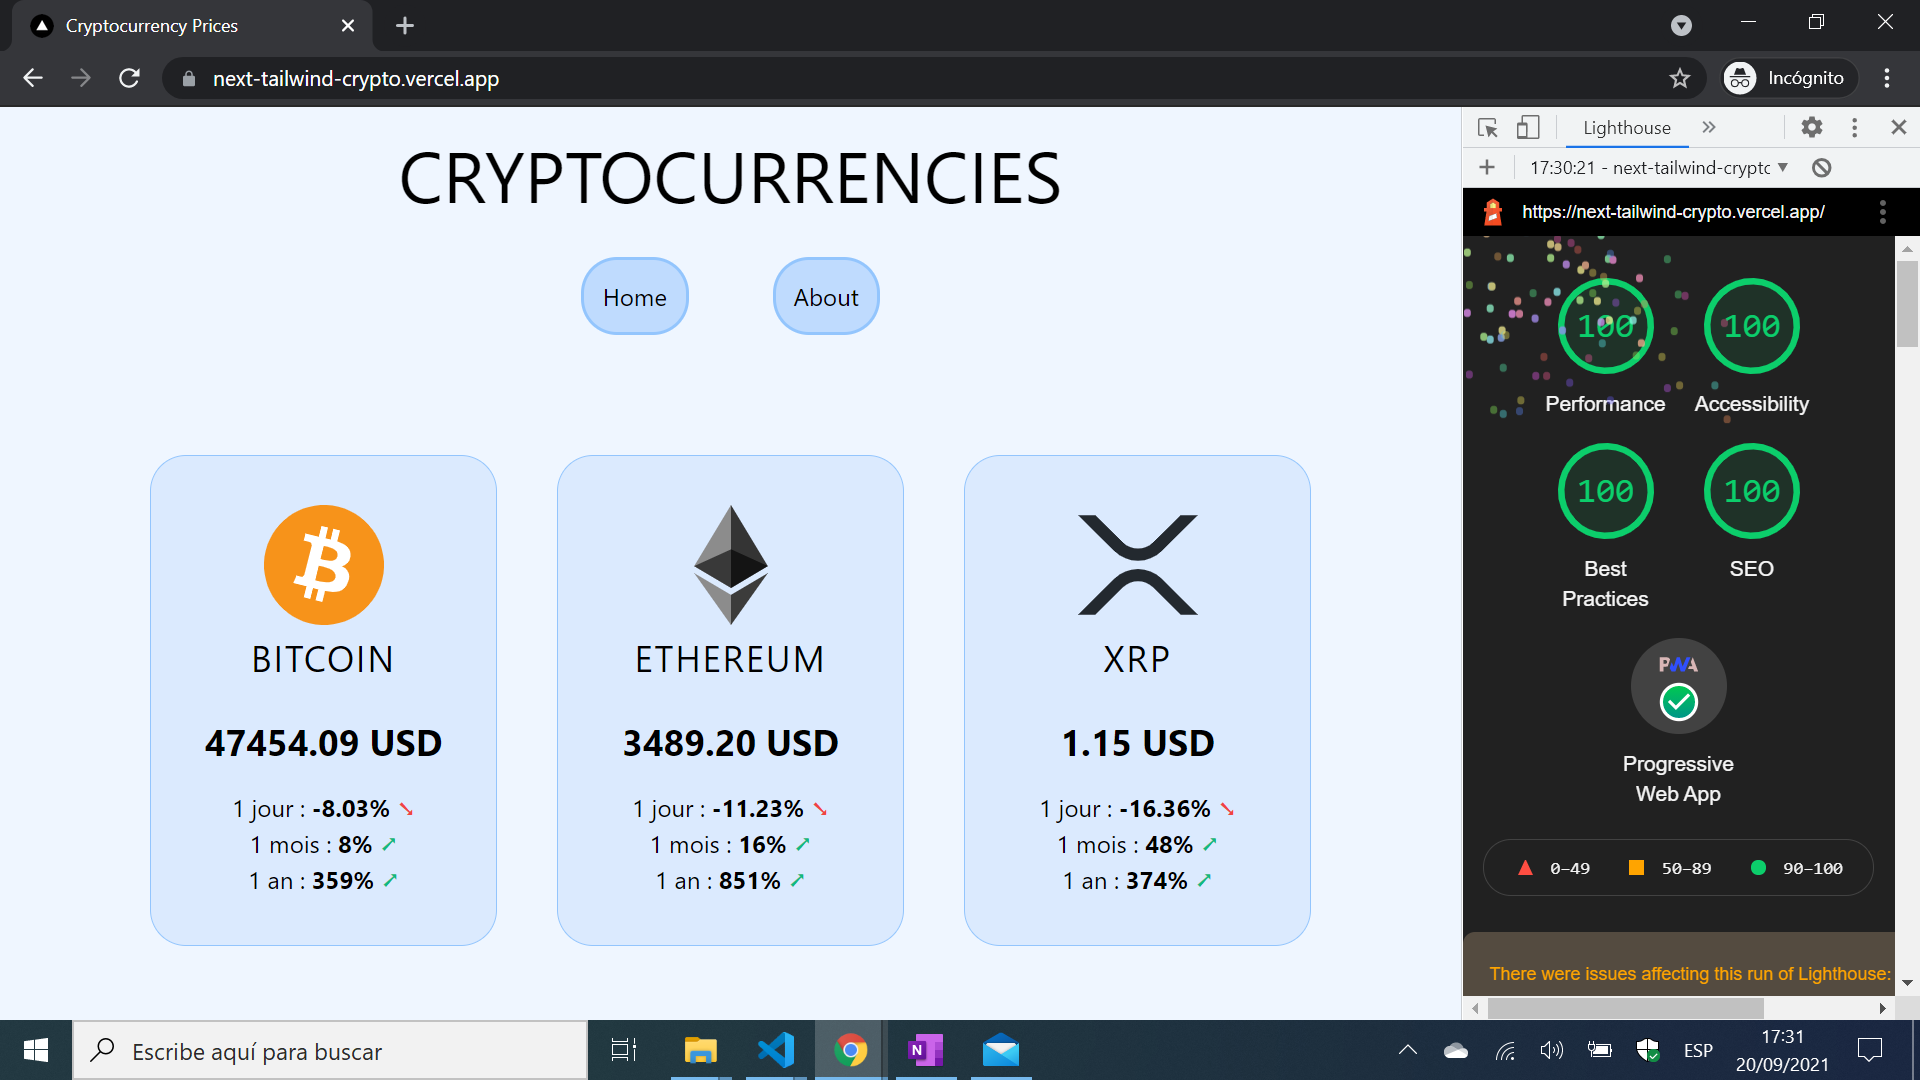 Cryptocurrency Prices
next-tailwind-crypto.vercel.app
Incógnito
CRYPTOCURRENCIES
Home
About
BITCOIN
47454.09 USD
1 jour : -8.03%
1 mois : 8%
1 an : 359%
ETHEREUM
3489.20 USD
1 jour : -11.23%
1 mois : 16%
1 an : 851%
XRP
1.15 USD
1 jour : -16.36%
1 mois : 48%
1 an : 374%
Lighthouse
17:30:21 - next-tailwind-crypto
https://next-tailwind-crypto.vercel.app/
100
100
Performance
Accessibility
100
100
Best
Practices
SEO
PWA
Progressive
Web App
0–49
50–89
90–100
There were issues affecting this run of Lighthouse:
Escribe aquí para buscar
N
ESP
17:31
20/09/2021